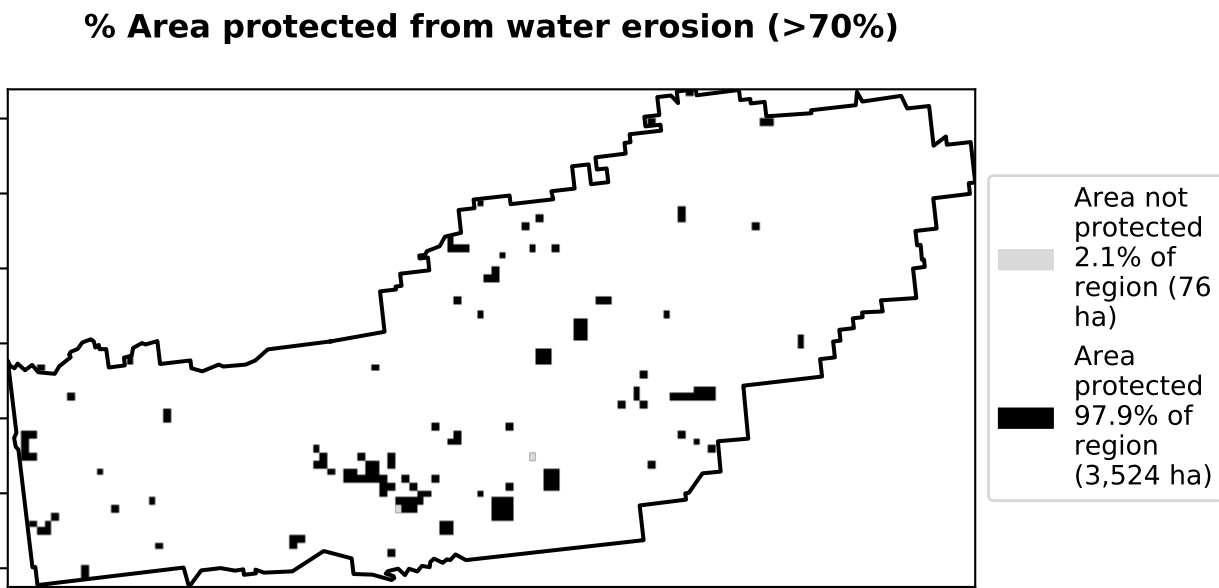 % Area protected from water erosion (>70%)
Area not
protected
2.1% of
region (76
ha)
Area
protected
97.9% of
region
(3,524 ha)